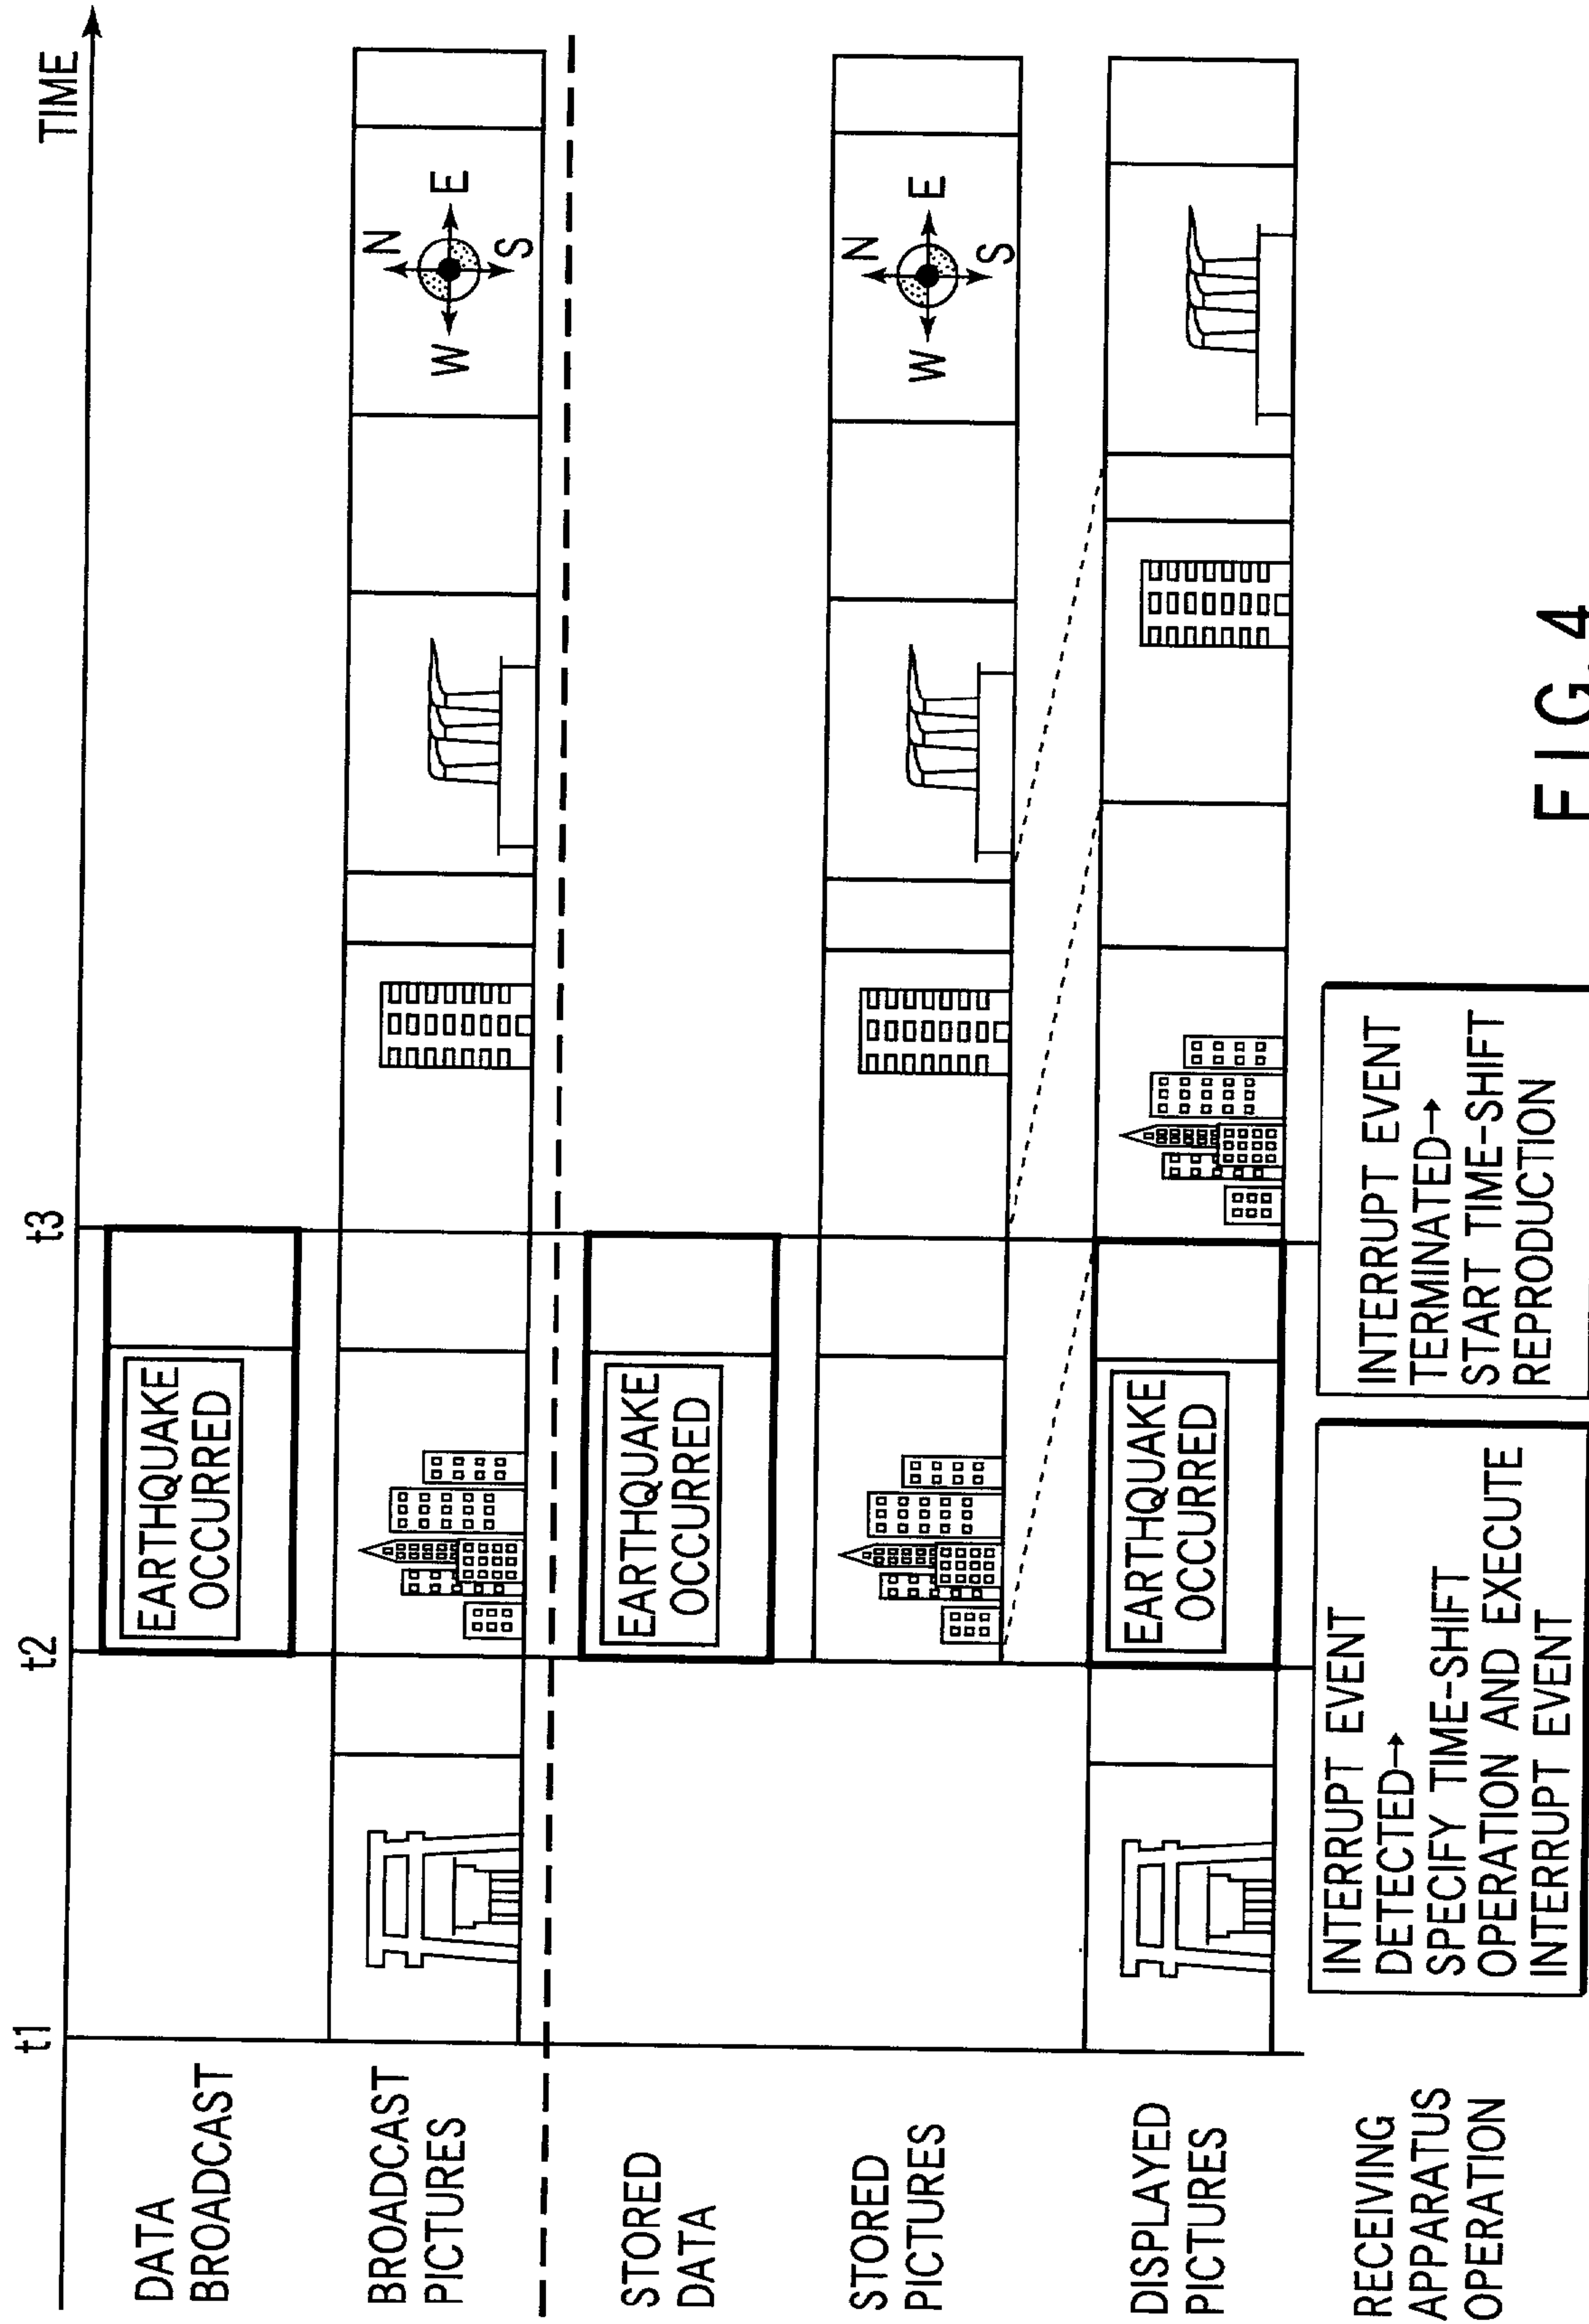 TIME
t1
t2
t3
DATA
BROADCAST
EARTHQUAKE
OCCURRED
BROADCAST
PICTURES
N
W
E
S
STORED
DATA
EARTHQUAKE
OCCURRED
STORED
PICTURES
N
W
E
S
DISPLAYED
PICTURES
EARTHQUAKE
OCCURRED
RECEIVING
APPARATUS
OPERATION
INTERRUPT EVENT
DETECTED→
SPECIFY TIME-SHIFT
OPERATION AND EXECUTE
INTERRUPT EVENT
INTERRUPT EVENT
TERMINATED→
START TIME-SHIFT
REPRODUCTION
FIG. 4